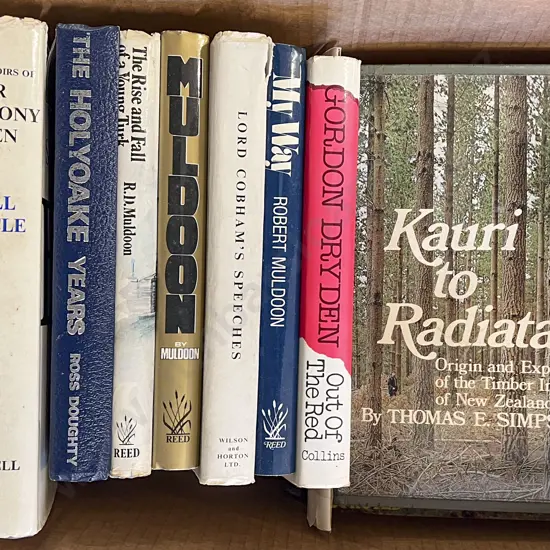 OIRS OF
R
ONY
EN
LL
LE
ELL
THE HOLYOAKE YEARS ROSS DOUGHTY
The Rise and Fall
of a Young Turk
R.D. Muldoon
REED
MULDOON
BY
MULDOON
REED
LORD COBHAM'S SPEECHES
WILSON
AND
HORTON
LTD.
My Way ROBERT MULDOON
REED
GORDON DRYDEN
Out Of
The Red
Collins
Kauri
to
Radiata
Origin and Exp
of the Timber I
of New Zealan
By THOMAS E. SIMPS